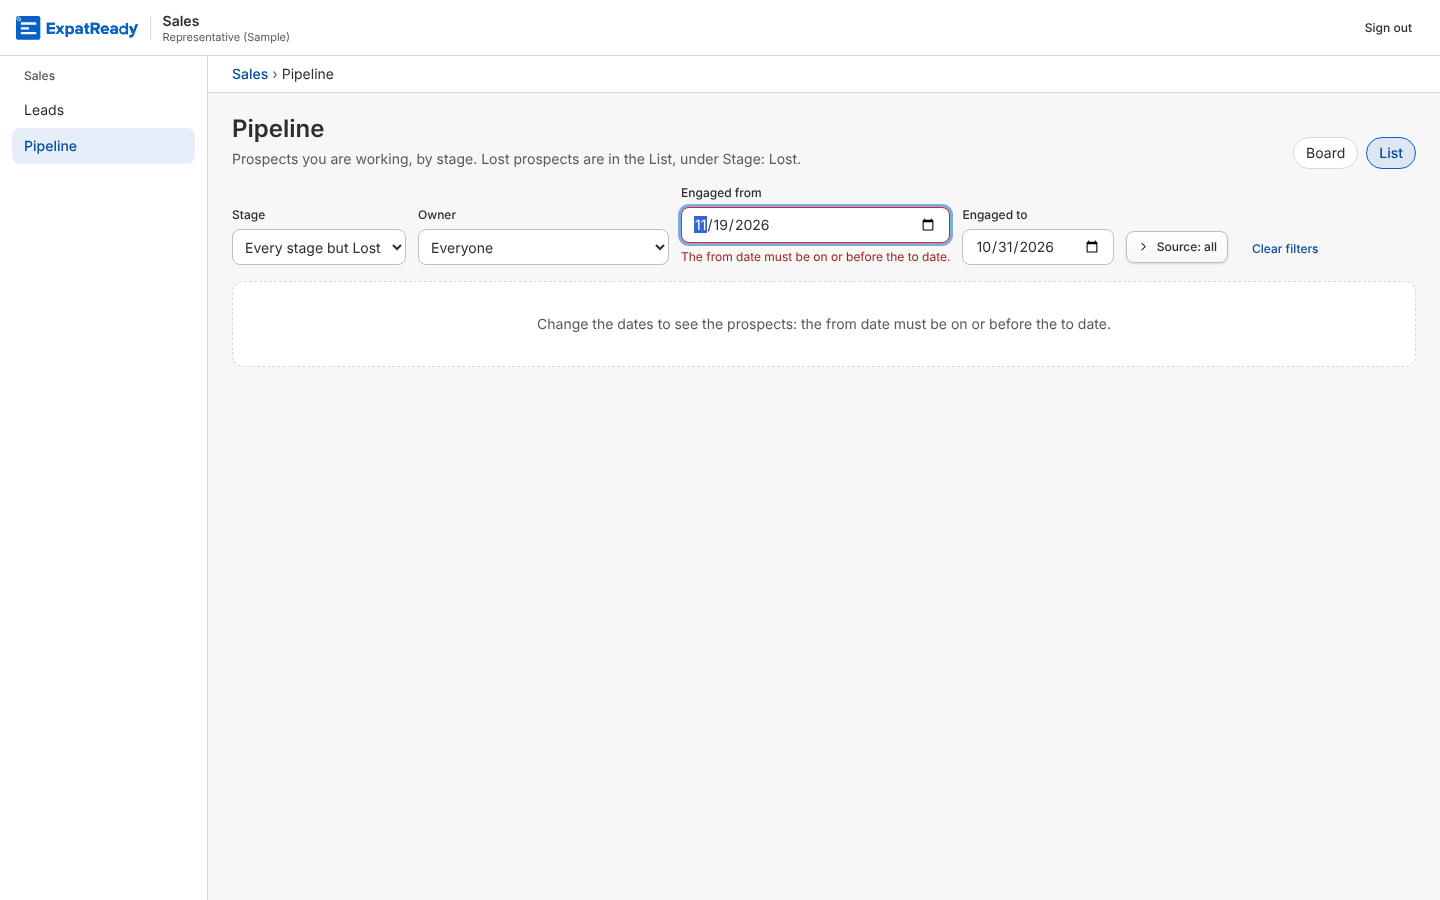 ExpatReady
Sales
Representative (Sample)
Sign out
Sales
Leads
Pipeline
Sales › Pipeline
Pipeline
Prospects you are working, by stage. Lost prospects are in the List, under Stage: Lost.
Board
List
Stage
Every stage but Lost
Owner
Everyone
Engaged from
11/19/2026
The from date must be on or before the to date.
Engaged to
10/31/2026
Source: all
Clear filters
Change the dates to see the prospects: the from date must be on or before the to date.